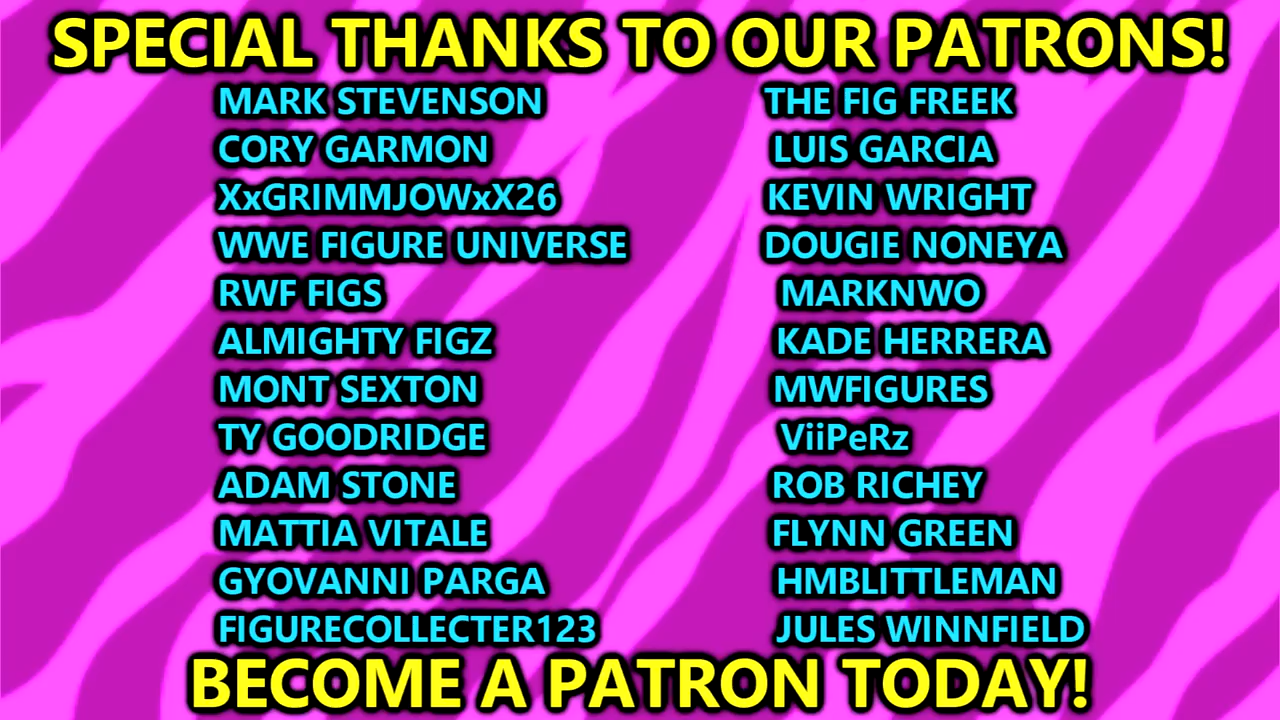 SPECIAL THANKS TO OUR PATRONS!
MARK STEVENSON
CORY GARMON
XxGRIMMJOWxX26
WWE FIGURE UNIVERSE
RWF FIGS
ALMIGHTY FIGZ
MONT SEXTON
TY GOODRIDGE
ADAM STONE
MATTIA VITALE
GYOVANNI PARGA
FIGURECOLLECTER123
THE FIG FREEK
LUIS GARCIA
KEVIN WRIGHT
DOUGIE NONEYA
MARKNWO
KADE HERRERA
MWFIGURES
ViiPeRz
ROB RICHEY
FLYNN GREEN
HMBLITTLEMAN
JULES WINNFIELD
BECOME A PATRON TODAY!